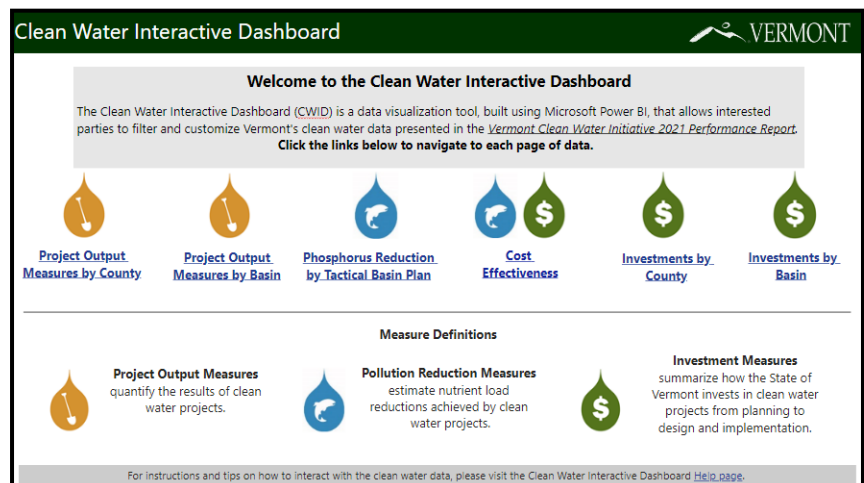 Clean Water Interactive Dashboard
VERMONT
Welcome to the Clean Water Interactive Dashboard
The Clean Water Interactive Dashboard (CWID) is a data visualization tool, built using Microsoft Power BI, that allows interested
parties to filter and customize Vermont's clean water data presented in the Vermont Clean Water Initiative 2021 Performance Report.
Click the links below to navigate to each page of data.
$
$
$
Project Output
Measures by County
Project Output
Measures by Basin
Phosphorus Reduction
by Tactical Basin Plan
Cost
Effectiveness
Investments by
County
Investments by
Basin
Measure Definitions
Project Output Measures
quantify the results of clean
water projects.
Pollution Reduction Measures
estimate nutrient load
reductions achieved by clean
water projects.
$
Investment Measures
summarize how the State of
Vermont invests in clean water
projects from planning to
design and implementation.
For instructions and tips on how to interact with the clean water data, please visit the Clean Water Interactive Dashboard Help page.